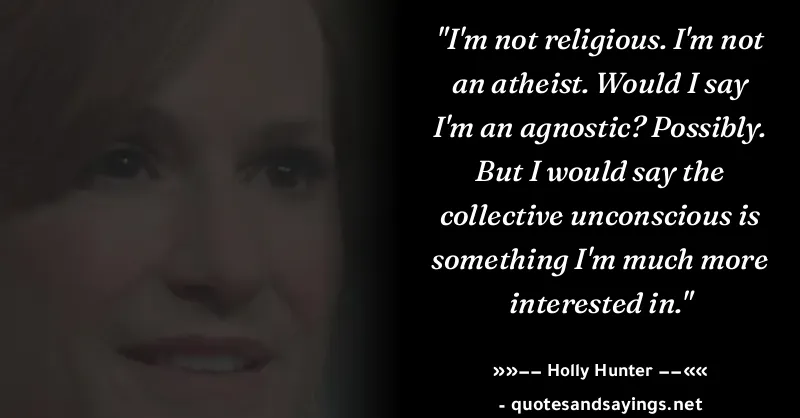 "I'm not religious. I'm not
an atheist. Would I say
I'm an agnostic? Possibly.
But I would say the
collective unconscious is
something I'm much more
interested in."
»»−− Holly Hunter −−««
- quotesandsayings.net